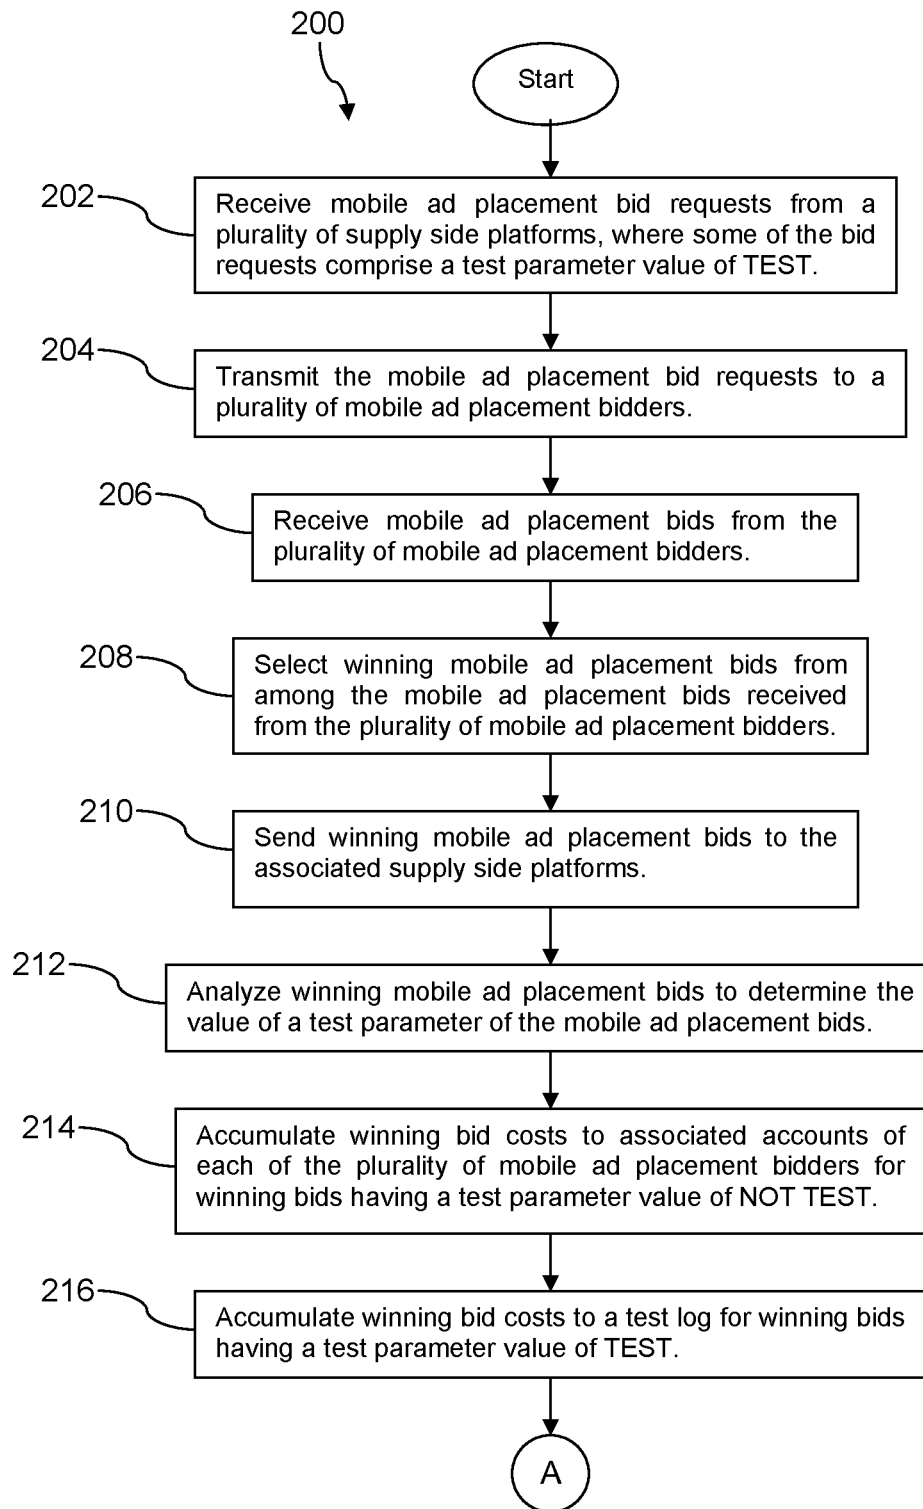 200
Start
202
Receive mobile ad placement bid requests from a
plurality of supply side platforms, where some of the bid
requests comprise a test parameter value of TEST.
204
Transmit the mobile ad placement bid requests to a
plurality of mobile ad placement bidders.
206
Receive mobile ad placement bids from the
plurality of mobile ad placement bidders.
208
Select winning mobile ad placement bids from
among the mobile ad placement bids received
from the plurality of mobile ad placement bidders.
210
Send winning mobile ad placement bids to the
associated supply side platforms.
212
Analyze winning mobile ad placement bids to determine the
value of a test parameter of the mobile ad placement bids.
214
Accumulate winning bid costs to associated accounts of
each of the plurality of mobile ad placement bidders for
winning bids having a test parameter value of NOT TEST.
216
Accumulate winning bid costs to a test log for winning bids
having a test parameter value of TEST.
A